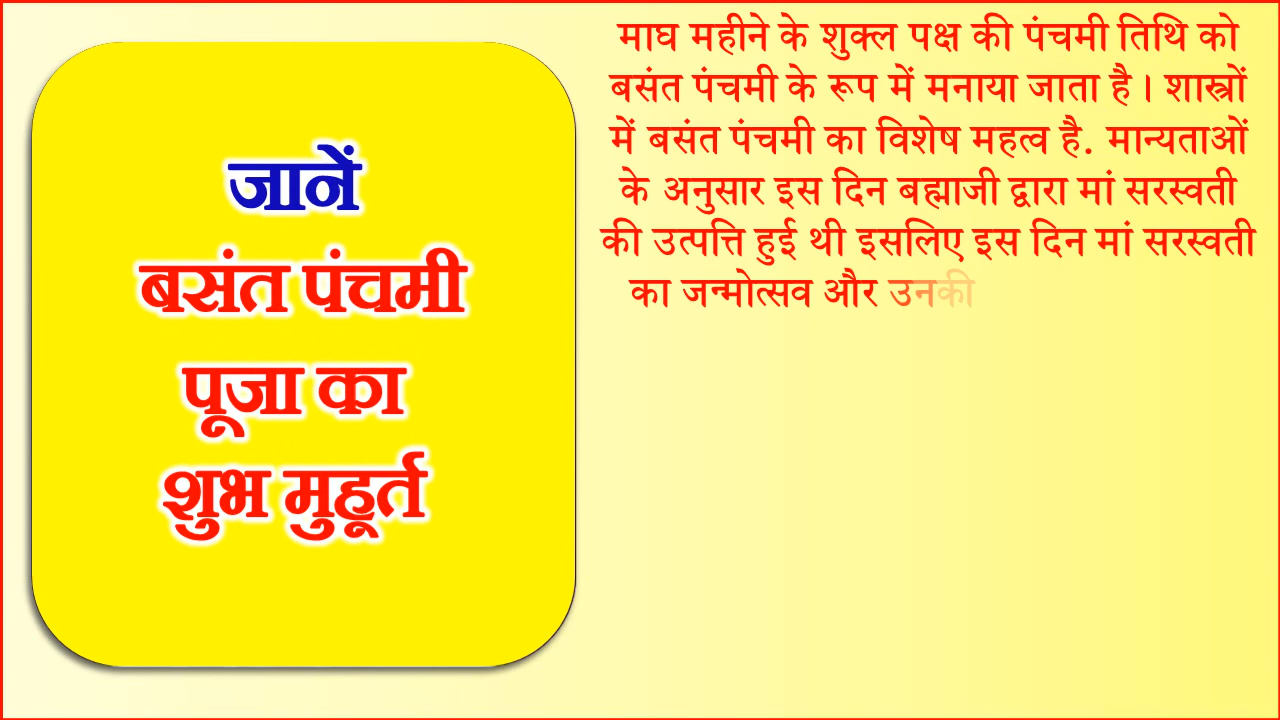 जानें
बसंत पंचमी
पूजा का
शुभ मुहूर्त
माघ महीने के शुक्ल पक्ष की पंचमी तिथि को
बसंत पंचमी के रूप में मनाया जाता है। शास्त्रों
में बसंत पंचमी का विशेष महत्व है. मान्यताओं
के अनुसार इस दिन बह्माजी द्वारा मां सरस्वती
की उत्पत्ति हुई थी इसलिए इस दिन मां सरस्वती
का जन्मोत्सव और उनकी